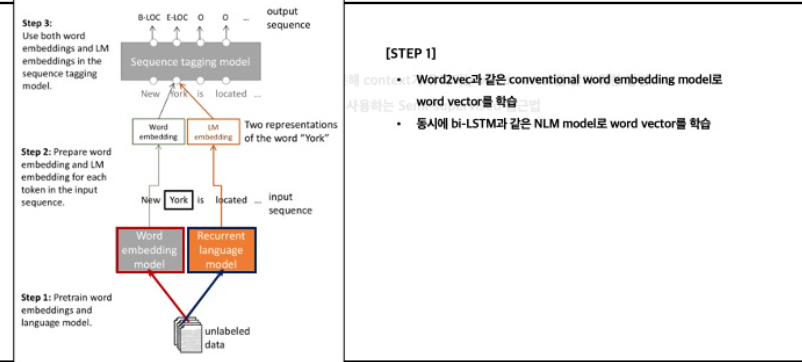 Step 3:
Use both word
embeddings and LM
embeddings in the
sequence tagging
model.
B-LOC E-LOC O O ...
output
sequence
Sequence tagging model
New York is located ...
Word
embedding
LM
embedding
Two representations
of the word "York"
Step 2: Prepare word
embedding and LM
embedding for each
token in the input
sequence.
New York is located ...
input
sequence
Word
embedding
model
Recurrent
language
model
Step 1: Pretrain word
embeddings and
language model.
unlabeled
data
[STEP 1]
• Word2vec과 같은 conventional word embedding model로
word vector를 학습
• 동시에 bi-LSTM과 같은 NLM model로 word vector를 학습
context
사용하는 Sem